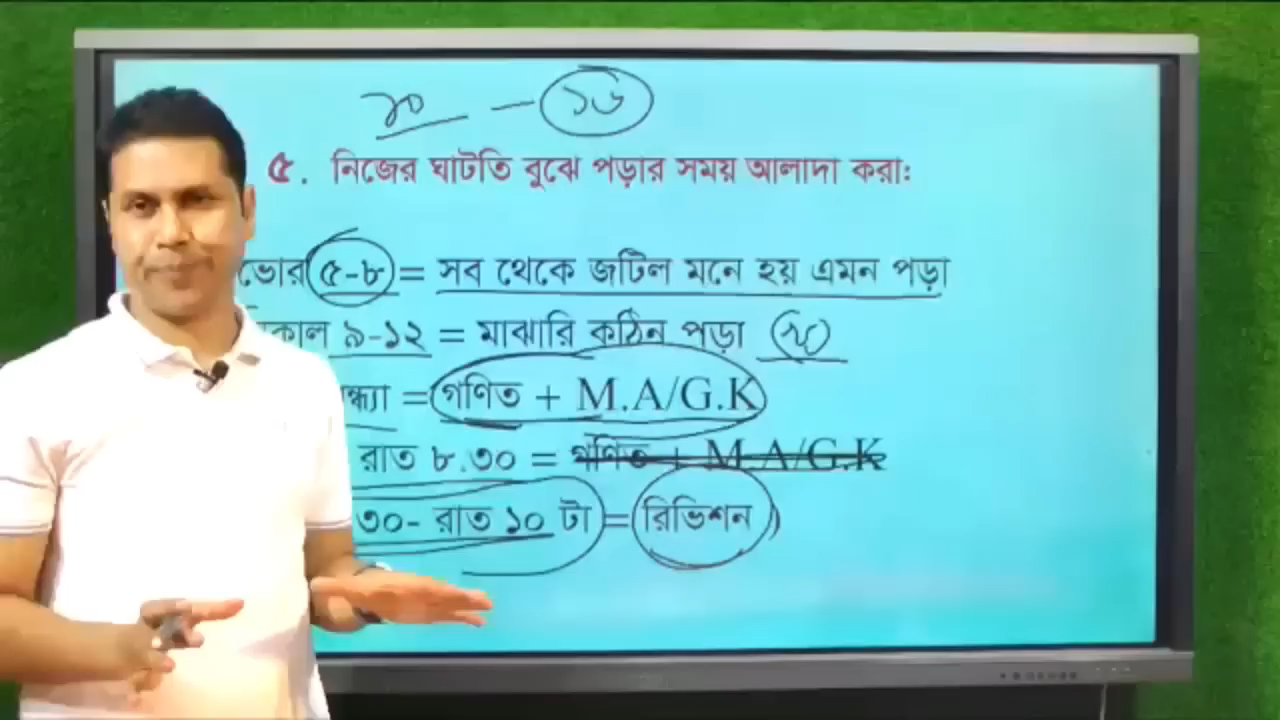 ২০ — ১৬
৫. নিজের ঘাটতি বুঝে পড়ার সময় আলাদা করা:
ভোর ৫-৮ = সব থেকে জটিল মনে হয় এমন পড়া
৯-১২ = মাঝারি কঠিন পড়া
= গণিত + M.A/G.K
রাত ৮.৩০ = গণিত + M.A/G.K
৩০- রাত ১০ টা = রিভিশন